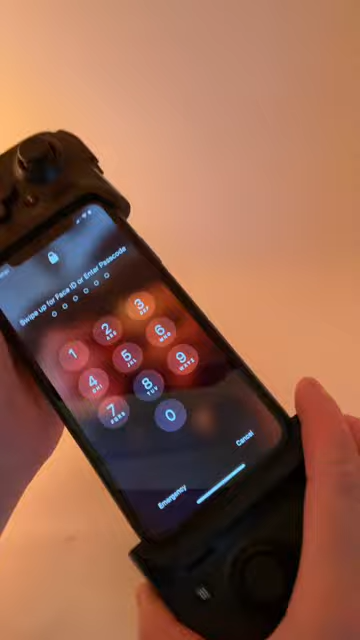 Swipe up for Face ID or Enter Passcode
1
2
ABC
3
DEF
4
GHI
5
JKL
6
MNO
7
PQRS
8
TUV
9
WXYZ
0
Emergency
Cancel